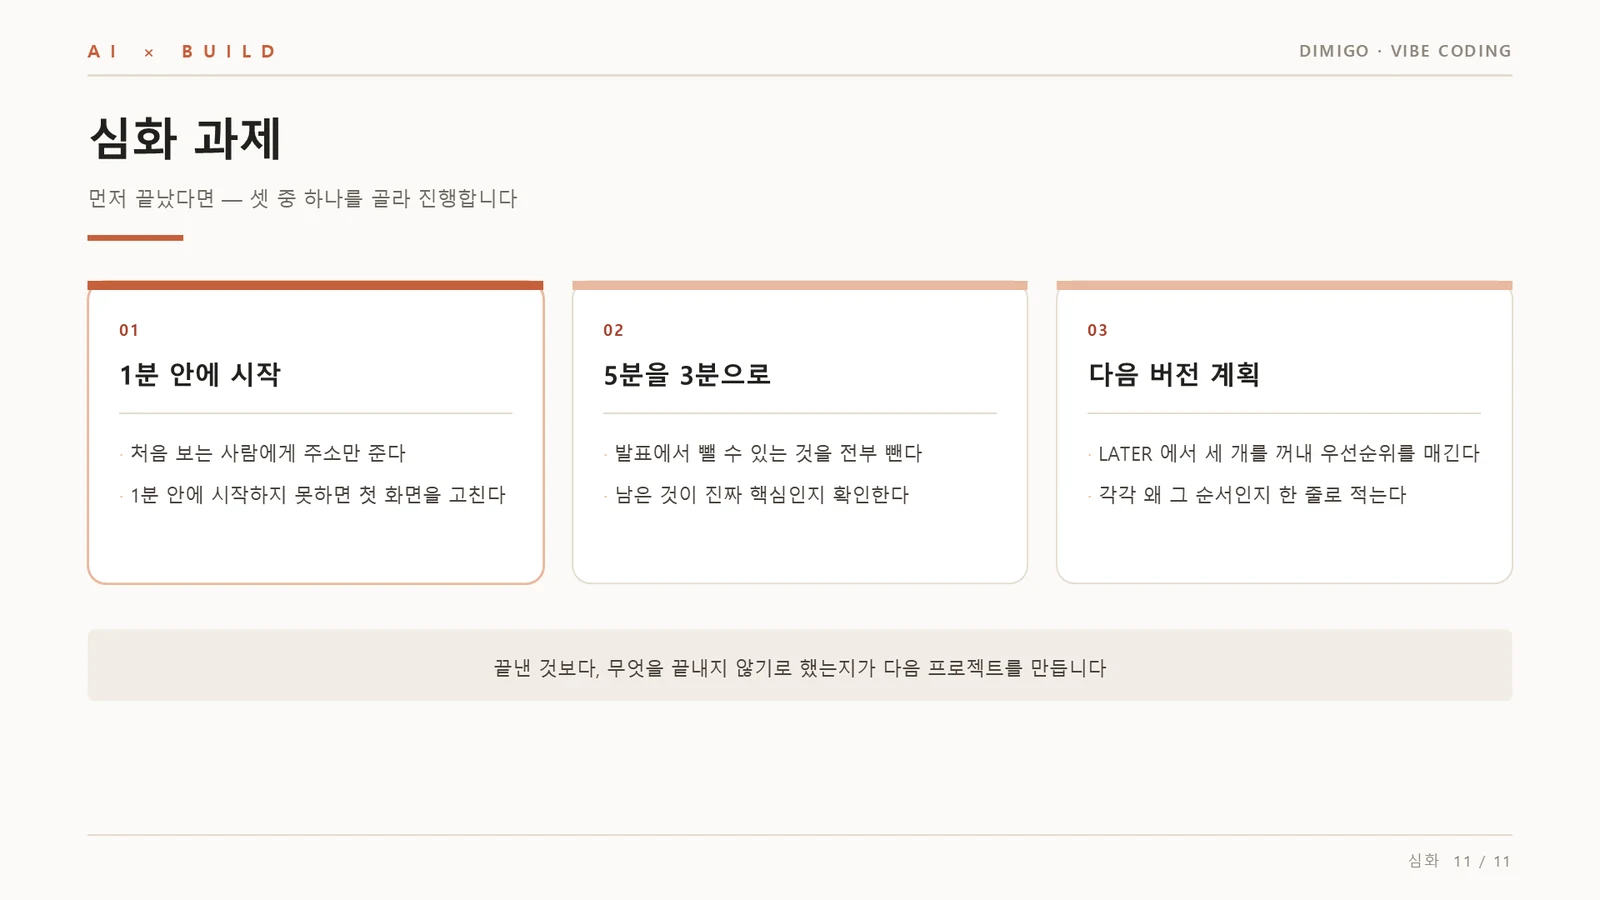 AI × BUILD
DIMIGO · VIBE CODING
심화 과제
먼저 끝났다면 — 셋 중 하나를 골라 진행합니다
01
1분 안에 시작
· 처음 보는 사람에게 주소만 준다
· 1분 안에 시작하지 못하면 첫 화면을 고친다
02
5분을 3분으로
· 발표에서 뺄 수 있는 것을 전부 뺀다
· 남은 것이 진짜 핵심인지 확인한다
03
다음 버전 계획
· LATER 에서 세 개를 꺼내 우선순위를 매긴다
· 각각 왜 그 순서인지 한 줄로 적는다
끝낸 것보다, 무엇을 끝내지 않기로 했는지가 다음 프로젝트를 만듭니다
심화 11 / 11